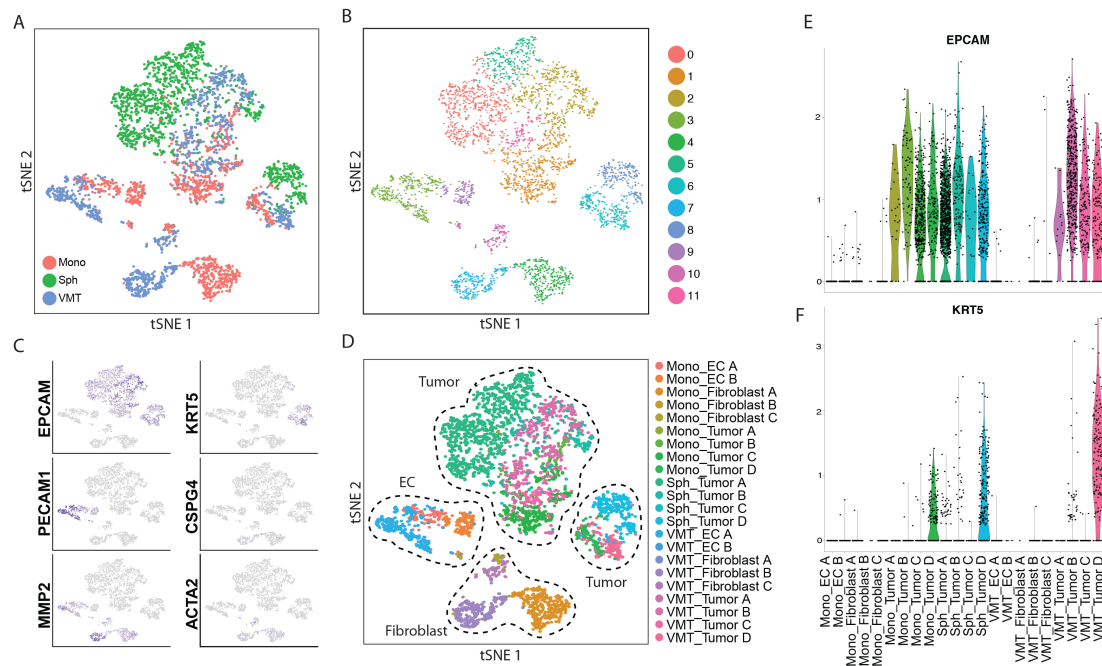 A
tSNE 2
Mono
Sph
VMT
tSNE 1
B
tSNE 2
tSNE 1
0
1
2
3
4
5
6
7
8
9
10
11
C
EPCAM
KRT5
PECAM1
CSPG4
MMP2
ACTA2
D
tSNE 2
Tumor
EC
Tumor
Fibroblast
tSNE 1
Mono_EC A
Mono_EC B
Mono_Fibroblast A
Mono_Fibroblast B
Mono_Fibroblast C
Mono_Tumor A
Mono_Tumor B
Mono_Tumor C
Mono_Tumor D
Sph_Tumor A
Sph_Tumor B
Sph_Tumor C
Sph_Tumor D
VMT_EC A
VMT_EC B
VMT_Fibroblast A
VMT_Fibroblast B
VMT_Fibroblast C
VMT_Tumor A
VMT_Tumor B
VMT_Tumor C
VMT_Tumor D
E
EPCAM
2
1
0
F
KRT5
3
2
1
0
Mono_EC A
Mono_EC B
Mono_Fibroblast A
Mono_Fibroblast B
Mono_Fibroblast C
Mono_Tumor A
Mono_Tumor B
Mono_Tumor C
Mono_Tumor D
Sph_Tumor A
Sph_Tumor B
Sph_Tumor C
Sph_Tumor D
VMT_EC A
VMT_EC B
VMT_Fibroblast A
VMT_Fibroblast B
VMT_Fibroblast C
VMT_Tumor A
VMT_Tumor B
VMT_Tumor C
VMT_Tumor D